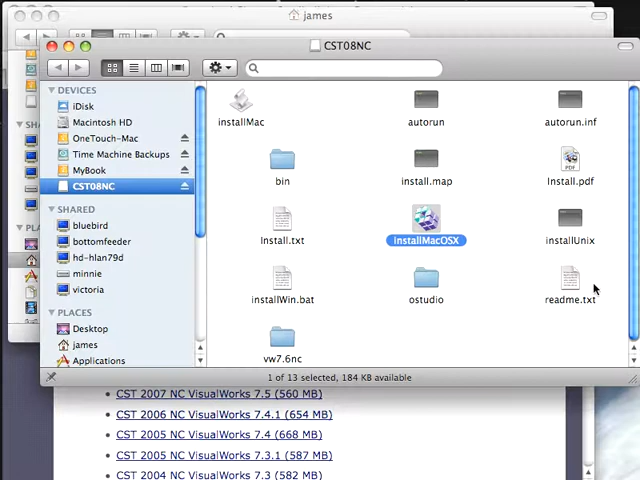 james
CST08NC
DEVICES
iDisk
Macintosh HD
OneTouch-Mac
Time Machine Backups
MyBook
CST08NC
SHARED
bluebird
bottomfeeder
hd-hlan79d
minnie
victoria
PLACES
Desktop
james
Applications
installMac
autorun
autorun.inf
bin
install.map
PDF
Install.pdf
Install.txt
installMacOSX
installUnix
installWin.bat
ostudio
readme.txt
vw7.6nc
1 of 13 selected, 184 KB available
SHA
PLA
• CST 2007 NC VisualWorks 7.5 (560 MB)
• CST 2006 NC VisualWorks 7.4.1 (654 MB)
• CST 2005 NC VisualWorks 7.4 (668 MB)
• CST 2005 NC VisualWorks 7.3.1 (587 MB)
• CST 2004 NC VisualWorks 7.3 (582 MB)